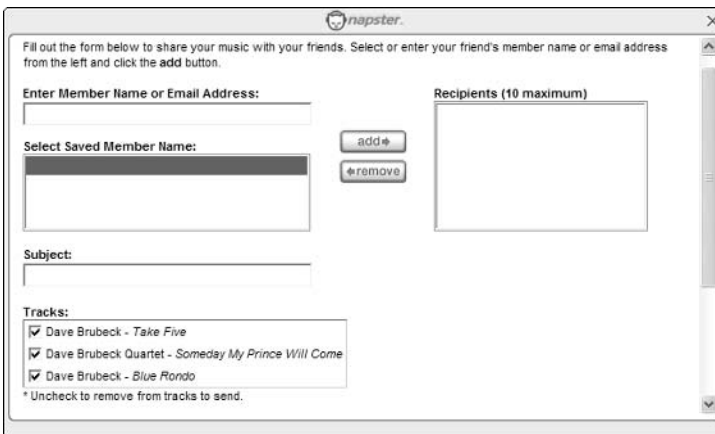 napster.
Fill out the form below to share your music with your friends. Select or enter your friend's member name or email address
from the left and click the add button.
Enter Member Name or Email Address:
Recipients (10 maximum)
add
Select Saved Member Name:
remove
Subject:
Tracks:
Dave Brubeck - Take Five
Dave Brubeck Quartet - Someday My Prince Will Come
Dave Brubeck - Blue Rondo
* Uncheck to remove from tracks to send.